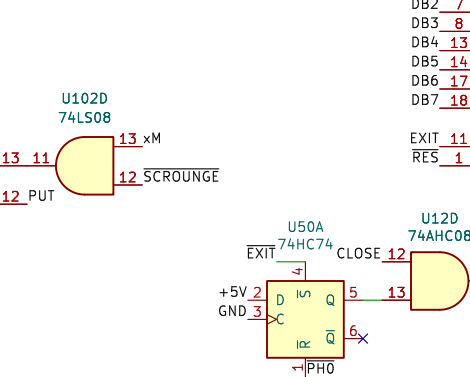 DB2 7
DB3 8
DB4 13
DB5 14
DB6 17
DB7 18
EXIT 11
RES 1
U102D
74LS08
13 11
13 xM
12 SCROUNGE
12 PUT
U50A
74HC74
EXIT
4
U12D
74AHC08
CLOSE 12
13
+5V 2 D S Q 5
GND 3 C
R Q 6
1 PH0